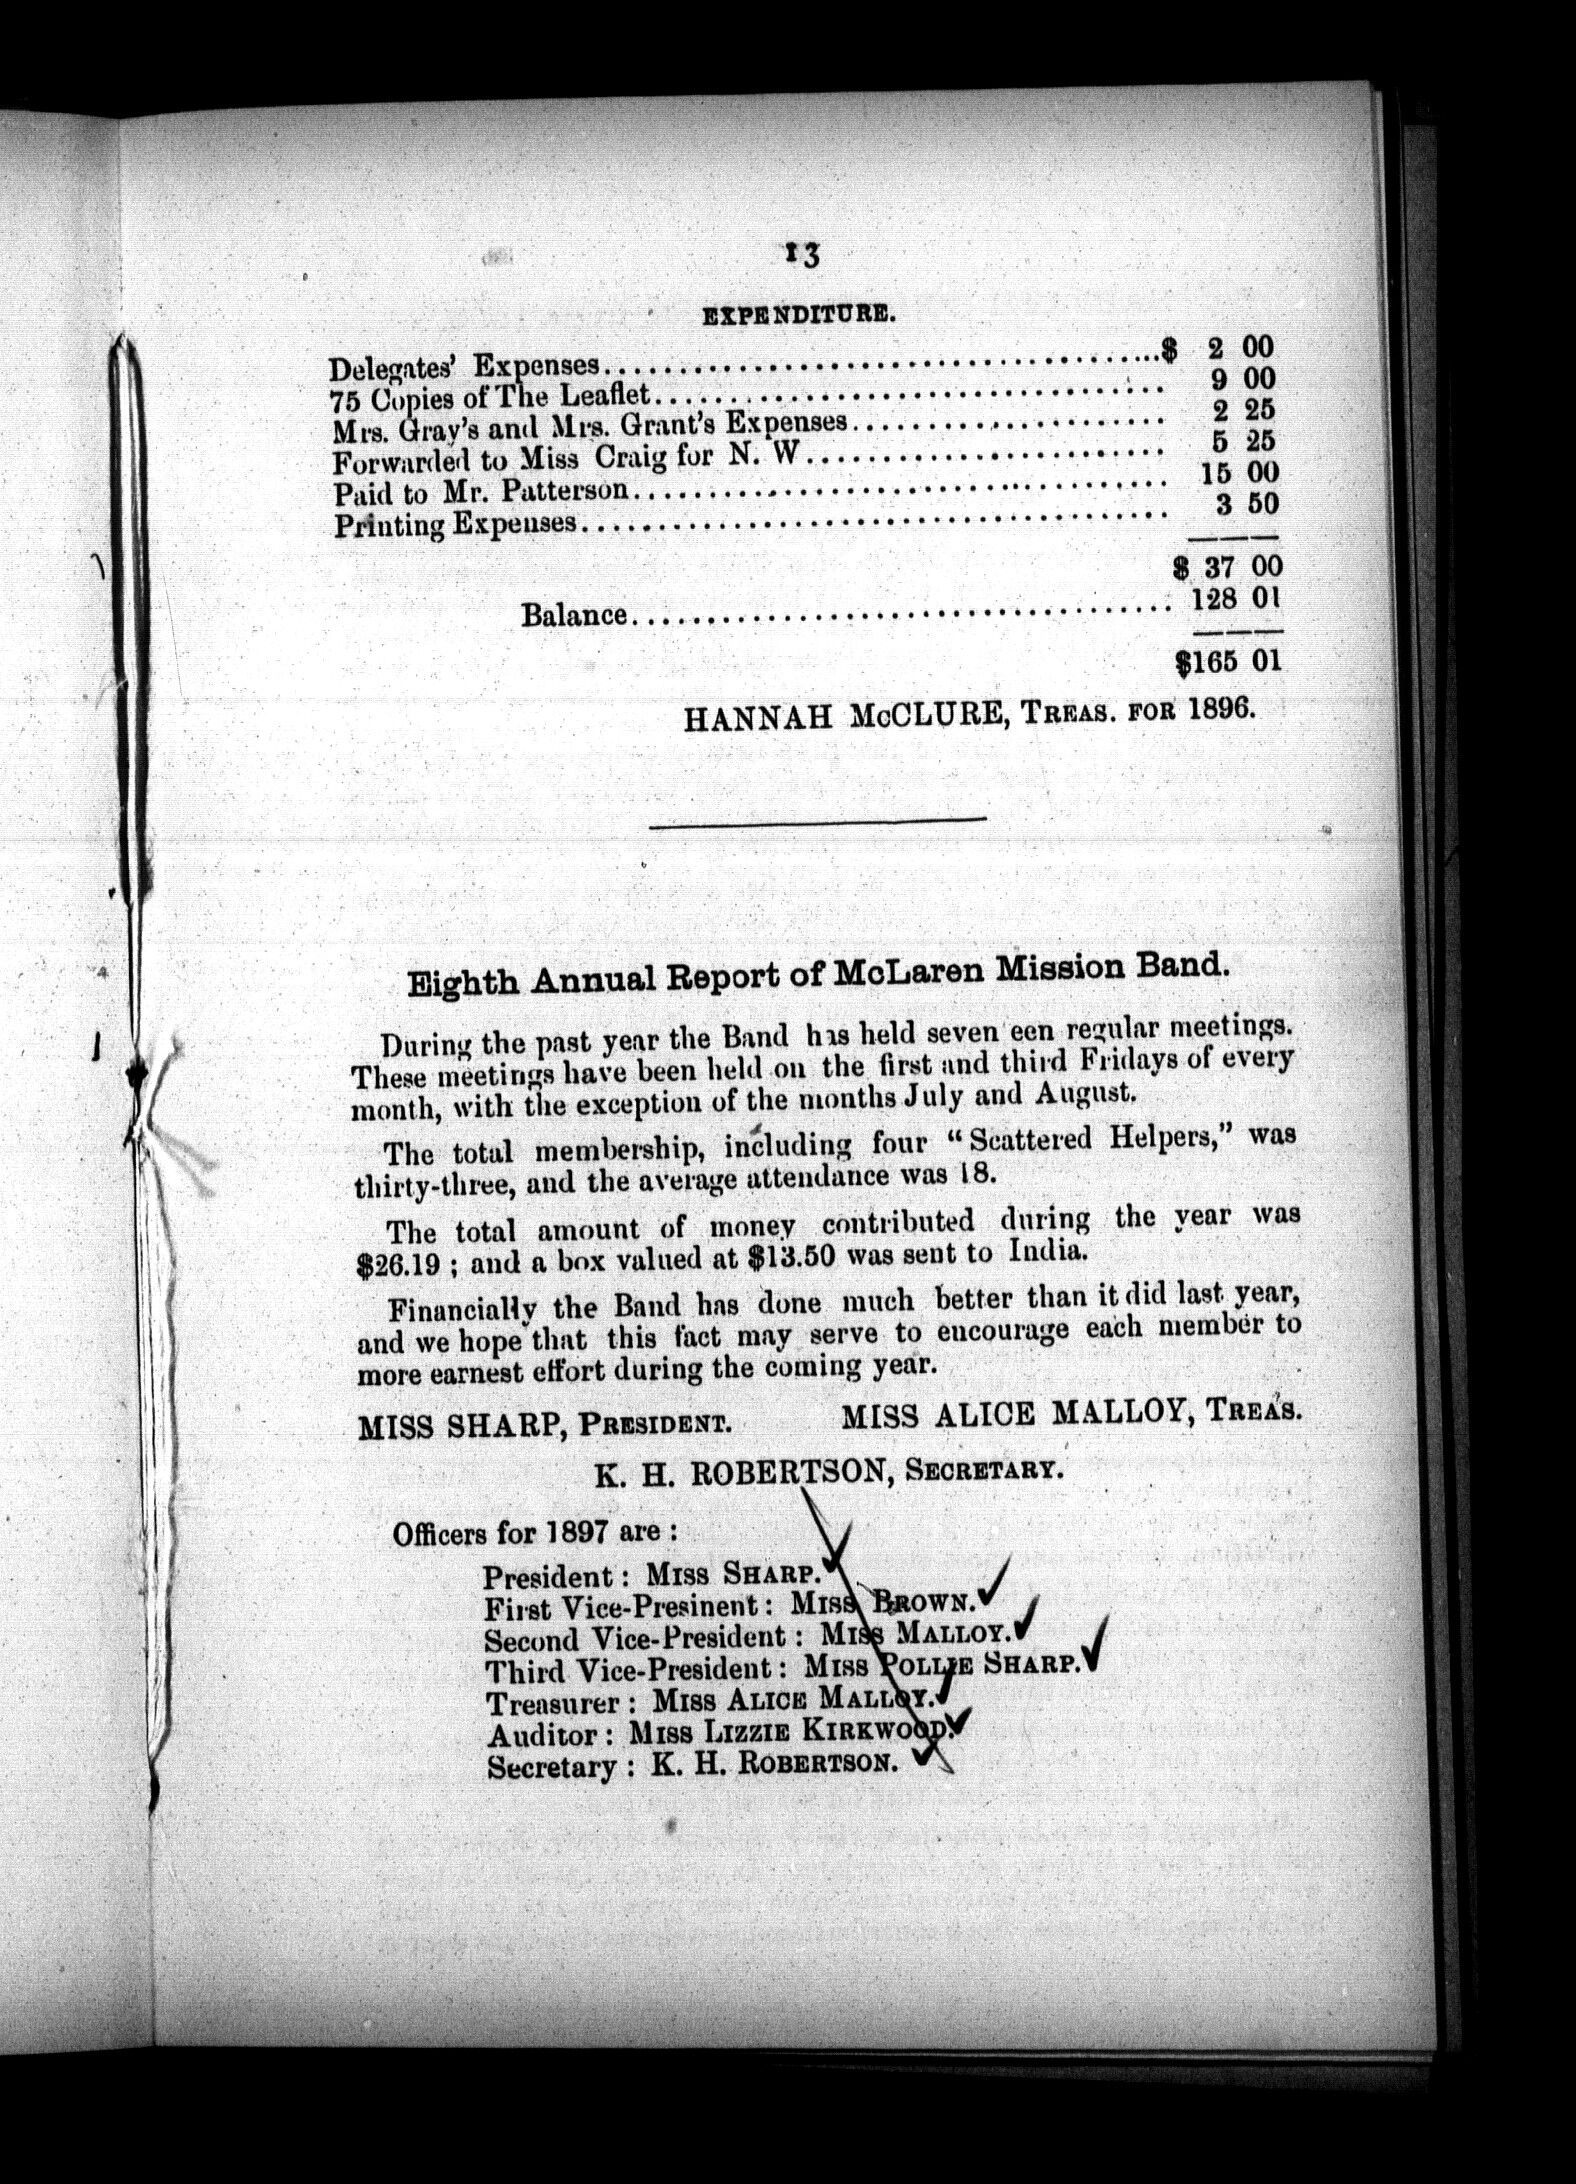 13
EXPENDITURE.
Delegates' Expenses........................................$ 2 00
75 Copies of The Leaflet.................................... 9 00
Mrs. Gray's and Mrs. Grant's Expenses...................... 2 25
Forwarded to Miss Craig for N. W......................... 5 25
Paid to Mr. Patterson...................................... 15 00
Printing Expenses.......................................... 3 50
$ 37 00
Balance................................... 128 01
$165 01
HANNAH McCLURE, TREAS. FOR 1896.
Eighth Annual Report of McLaren Mission Band.
During the past year the Band has held seven een regular meetings.
These meetings have been held on the first and third Fridays of every
month, with the exception of the months July and August.
The total membership, including four "Scattered Helpers," was
thirty-three, and the average attendance was 18.
The total amount of money contributed during the year was
$26.19 ; and a box valued at $13.50 was sent to India.
Financially the Band has done much better than it did last year,
and we hope that this fact may serve to encourage each member to
more earnest effort during the coming year.
MISS SHARP, PRESIDENT. MISS ALICE MALLOY, TREAS.
K. H. ROBERTSON, SECRETARY.
Officers for 1897 are :
President : MISS SHARP.
First Vice-Presinent : MISS BROWN.
Second Vice-President : MISS MALLOY.
Third Vice-President : MISS POLLIE SHARP.
Treasurer : MISS ALICE MALLOY.
Auditor : MISS LIZZIE KIRKWOOD.
Secretary : K. H. ROBERTSON.